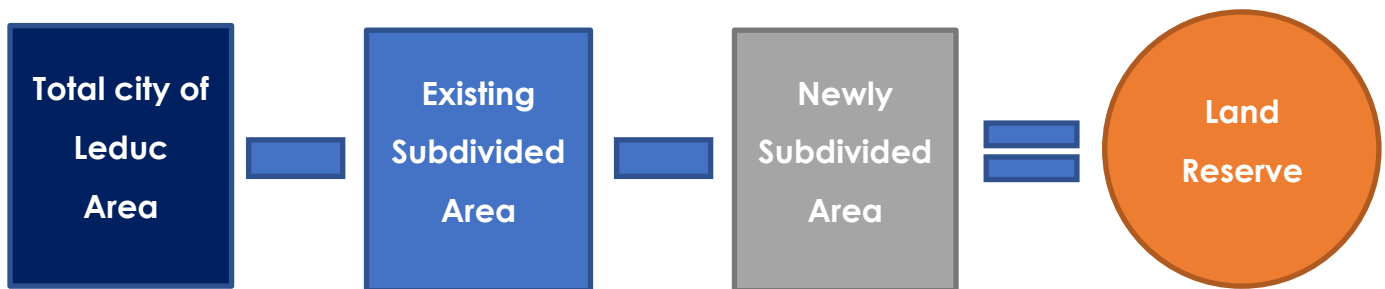 Total city of
Leduc
Area
Existing
Subdivided
Area
Newly
Subdivided
Area
Land
Reserve